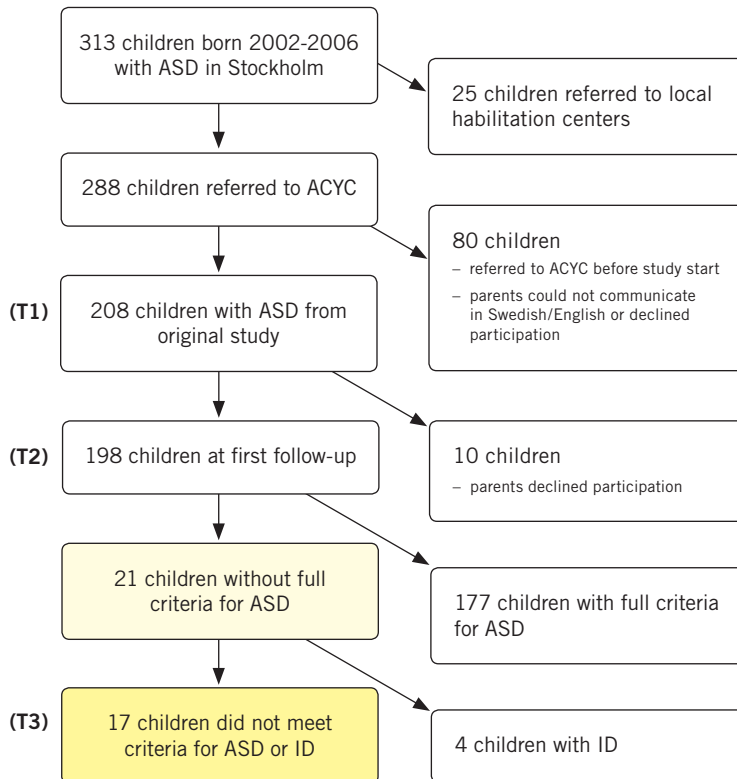 313 children born 2002-2006
with ASD in Stockholm
25 children referred to local
habilitation centers
288 children referred to ACYC
80 children
– referred to ACYC before study start
– parents could not communicate
in Swedish/English or declined
participation
(T1)
208 children with ASD from
original study
(T2)
198 children at first follow-up
10 children
– parents declined participation
21 children without full
criteria for ASD
177 children with full criteria
for ASD
(T3)
17 children did not meet
criteria for ASD or ID
4 children with ID